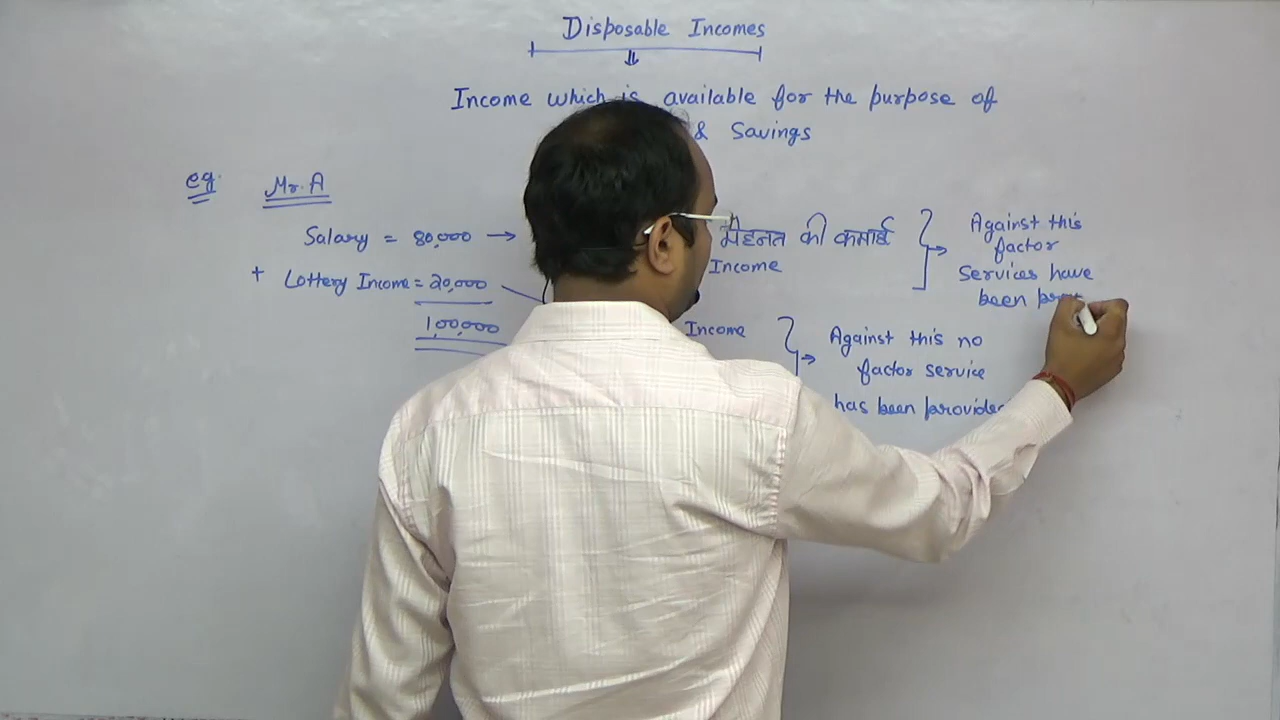 Disposable Incomes
Income which is available for the purpose of
& Savings
eg. Mr. A
Salary = 80,000 → मेहनत की कमाई
Income
+ Lottery Income = 20,000
1,00,000
Income
Against this
factor
Services have
been
Against this no
factor service
has been provided